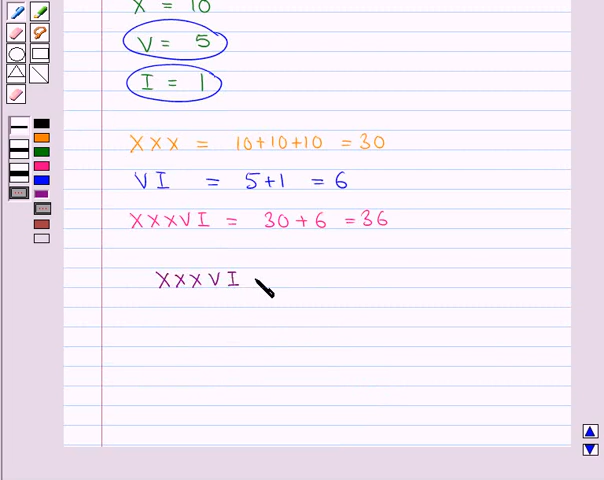 X = 10
V = 5
I = 1
XXX = 10+10+10 = 30
VI = 5+1 = 6
XXXVI = 30+6 = 36
XXXVI